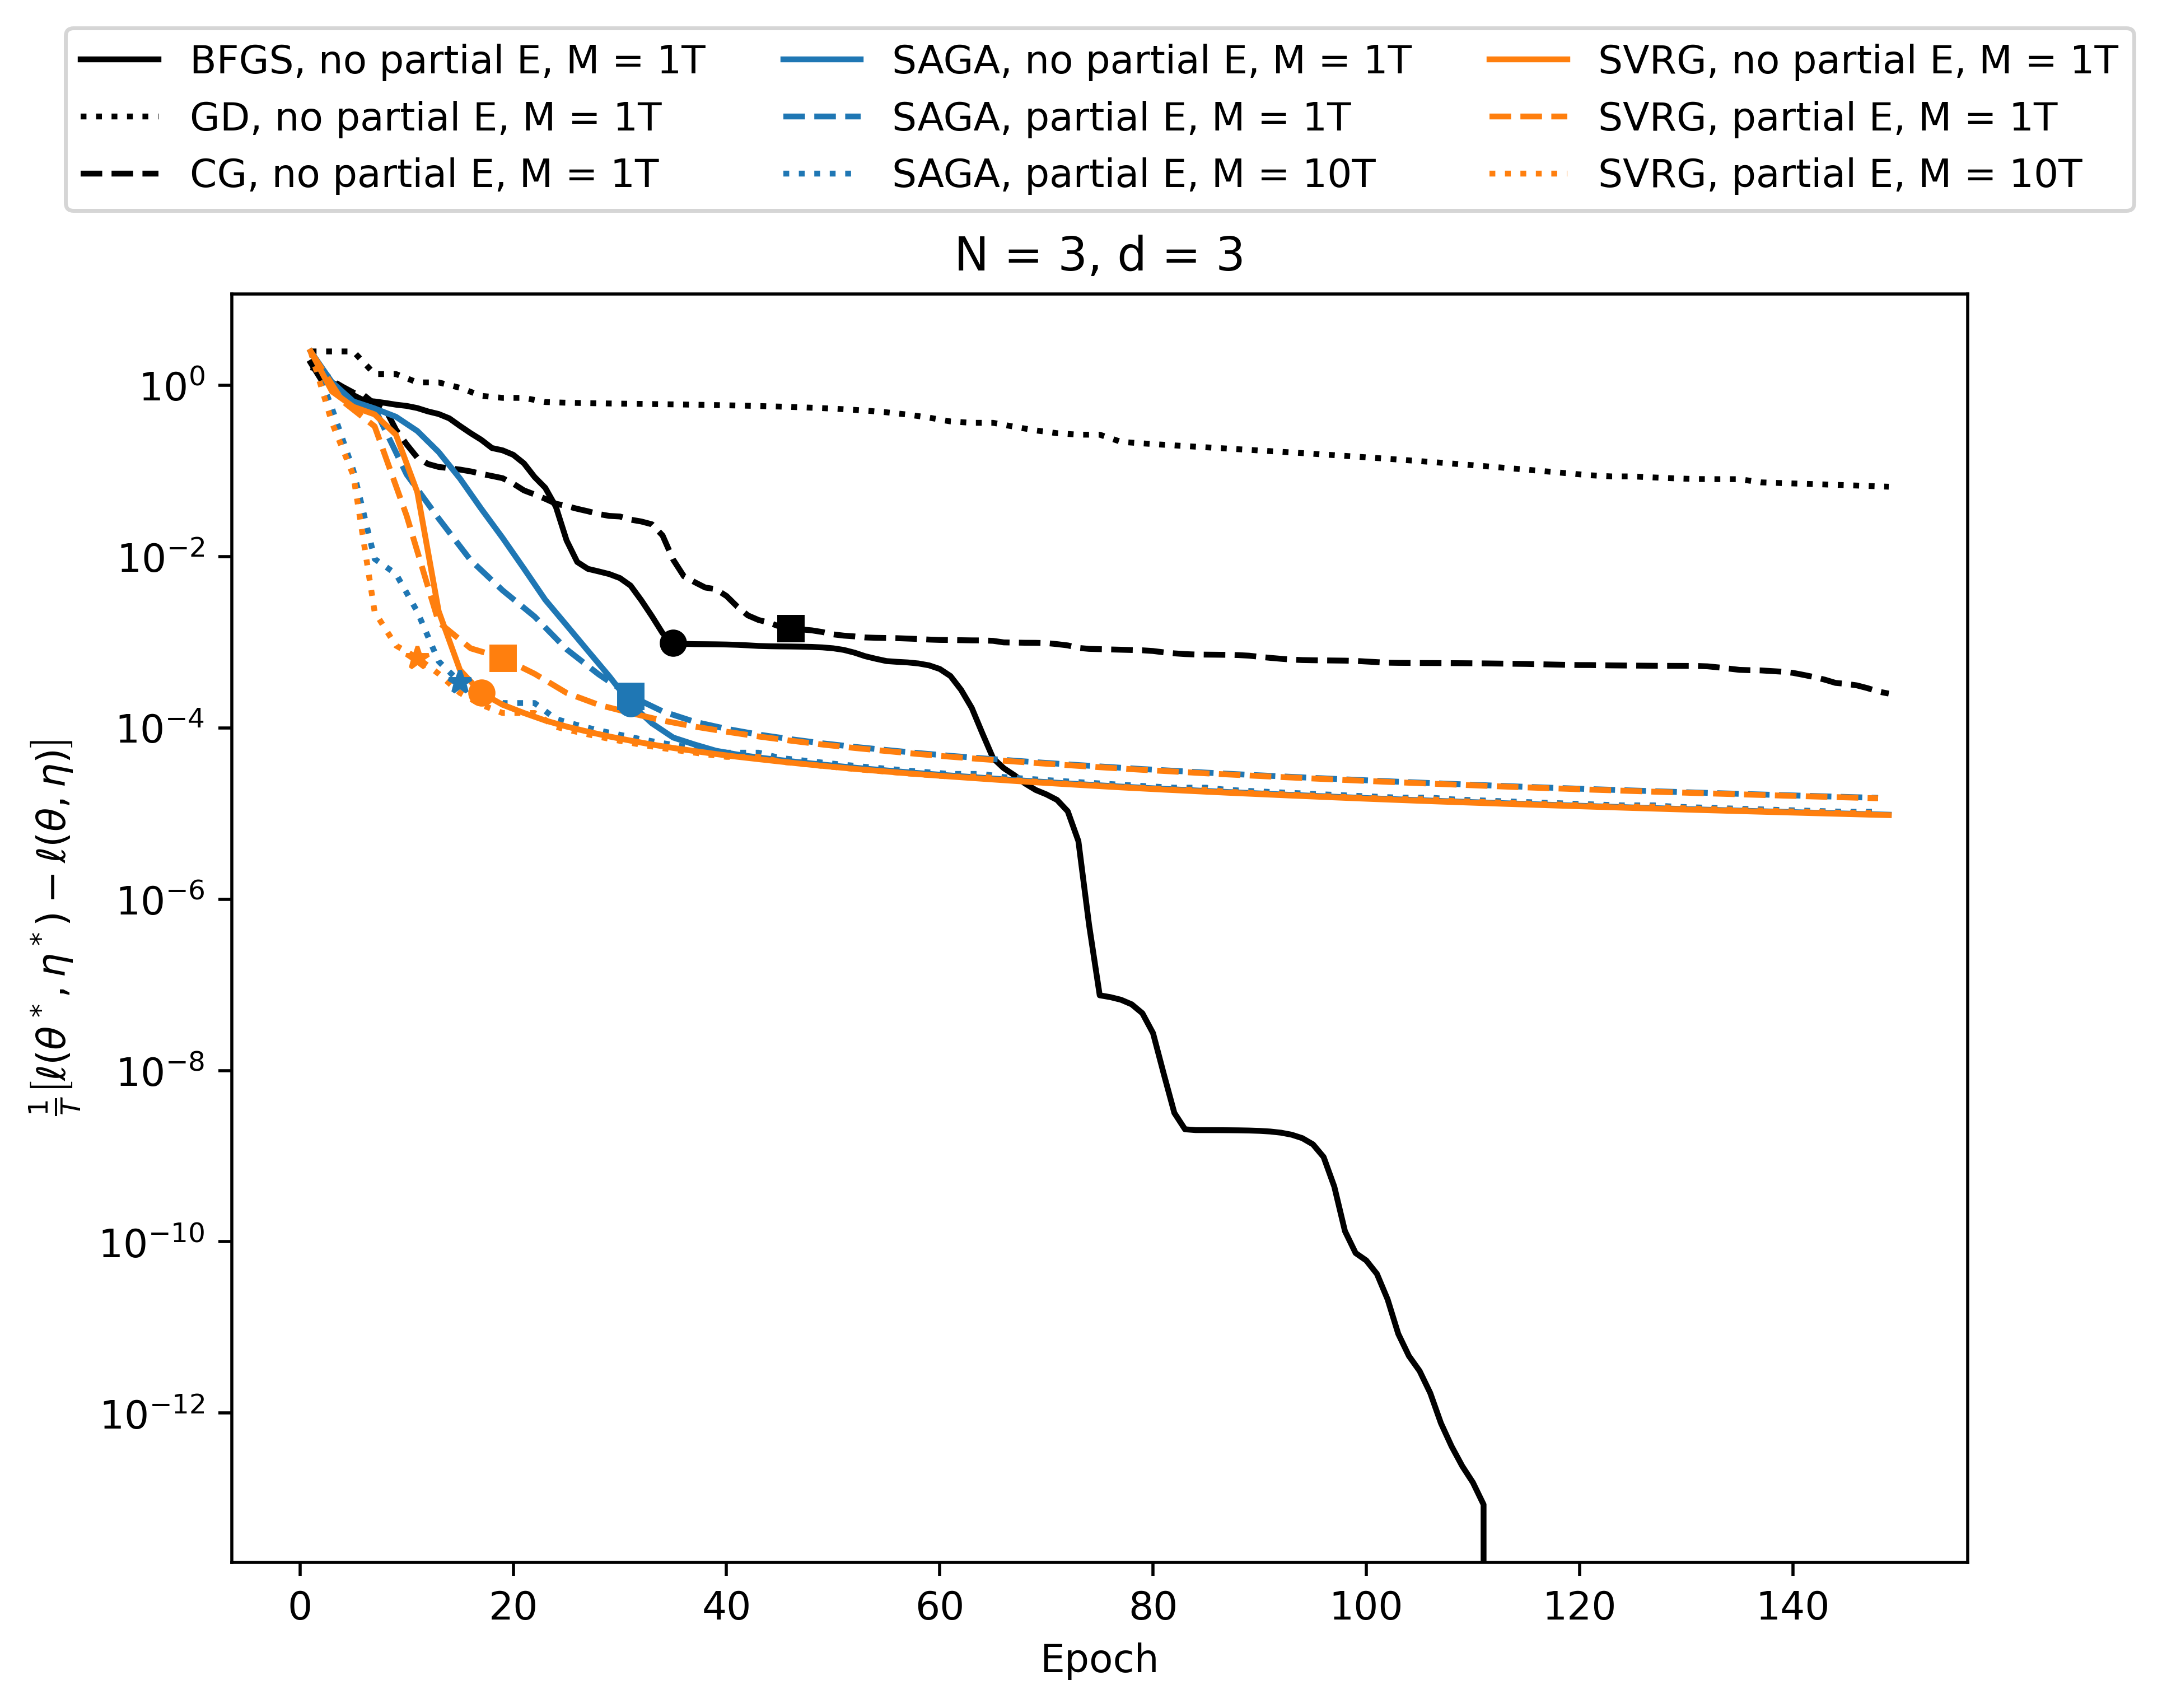 BFGS, no partial E, M = 1T
GD, no partial E, M = 1T
CG, no partial E, M = 1T
SAGA, no partial E, M = 1T
SAGA, partial E, M = 1T
SAGA, partial E, M = 10T
SVRG, no partial E, M = 1T
SVRG, partial E, M = 1T
SVRG, partial E, M = 10T
N = 3, d = 3
10⁰
10⁻²
10⁻⁴
10⁻⁶
10⁻⁸
10⁻¹⁰
10⁻¹²
1/T [ℓ(θ*, η*) − ℓ(θ, η)]
0 20 40 60 80 100 120 140
Epoch